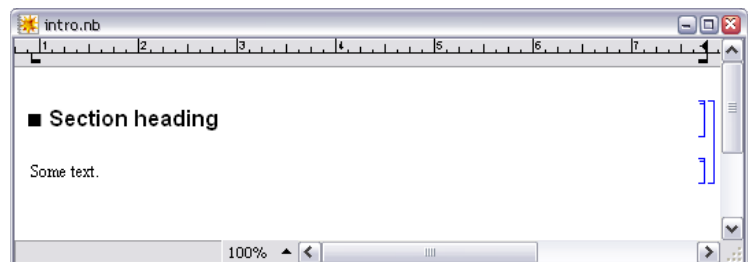 intro.nb
1 2 3 4 5 6 7
■ Section heading
Some text.
100%